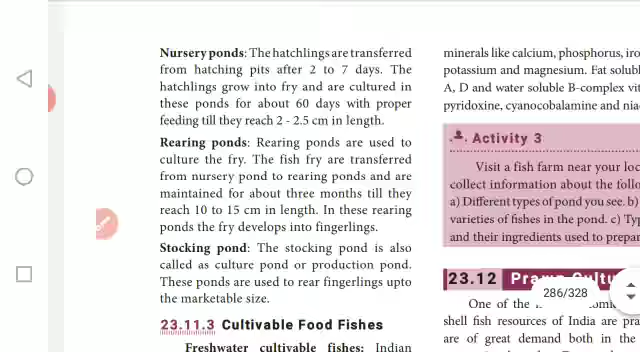 Nursery ponds: The hatchlings are transferred
from hatching pits after 2 to 7 days. The
hatchlings grow into fry and are cultured in
these ponds for about 60 days with proper
feeding till they reach 2 - 2.5 cm in length.
Rearing ponds: Rearing ponds are used to
culture the fry. The fish fry are transferred
from nursery pond to rearing ponds and are
maintained for about three months till they
reach 10 to 15 cm in length. In these rearing
ponds the fry develops into fingerlings.
Stocking pond: The stocking pond is also
called as culture pond or production pond.
These ponds are used to rear fingerlings upto
the marketable size.
23.11.3 Cultivable Food Fishes
Freshwater cultivable fishes: Indian
minerals like calcium, phosphorus, iro
potassium and magnesium. Fat solubl
A, D and water soluble B-complex vit
pyridoxine, cyanocobalamine and nia
Activity 3
Visit a fish farm near your loc
collect information about the follo
a) Different types of pond you see. b)
varieties of fishes in the pond. c) Typ
and their ingredients used to prepar
23.12 Prawn Cultu
286/328
One of the
shell fish resources of India are pra
are of great demand both in the